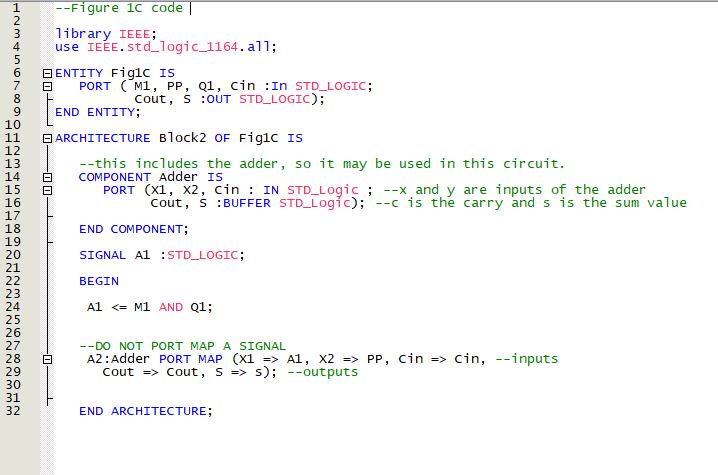 1 --Figure 1C code
2
3 library IEEE;
4 use IEEE.std_logic_1164.all;
5
6 ENTITY Fig1C IS
7 PORT ( M1, PP, Q1, Cin :In STD_LOGIC;
8 Cout, S :OUT STD_LOGIC);
9 END ENTITY;
10
11 ARCHITECTURE Block2 OF Fig1C IS
12
13 --this includes the adder, so it may be used in this circuit.
14 COMPONENT Adder IS
15 PORT (X1, X2, Cin : IN STD_Logic ; --x and y are inputs of the adder
16 Cout, S :BUFFER STD_Logic); --c is the carry and s is the sum value
17
18 END COMPONENT;
19
20 SIGNAL A1 :STD_LOGIC;
21
22 BEGIN
23
24 A1 <= M1 AND Q1;
25
26
27 --DO NOT PORT MAP A SIGNAL
28 A2:Adder PORT MAP (X1 => A1, X2 => PP, Cin => Cin, --inputs
29 Cout => Cout, S => s); --outputs
30
31
32 END ARCHITECTURE;